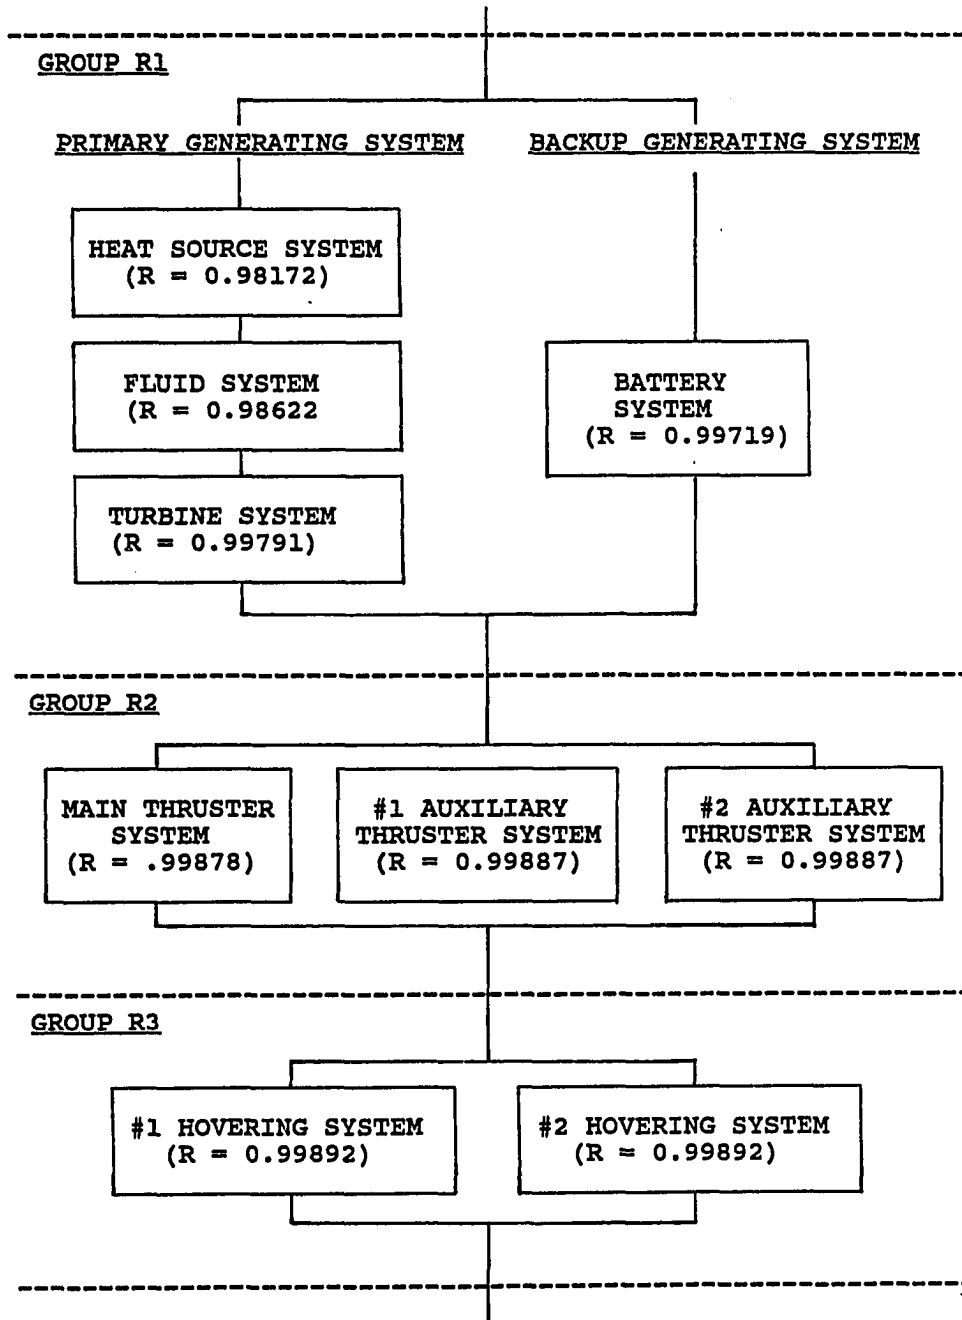 GROUP R1
PRIMARY GENERATING SYSTEM
BACKUP GENERATING SYSTEM
HEAT SOURCE SYSTEM
(R = 0.98172)
FLUID SYSTEM
(R = 0.98622
BATTERY
SYSTEM
(R = 0.99719)
TURBINE SYSTEM
(R = 0.99791)
GROUP R2
MAIN THRUSTER
SYSTEM
(R = .99878)
#1 AUXILIARY
THRUSTER SYSTEM
(R = 0.99887)
#2 AUXILIARY
THRUSTER SYSTEM
(R = 0.99887)
GROUP R3
#1 HOVERING SYSTEM
(R = 0.99892)
#2 HOVERING SYSTEM
(R = 0.99892)